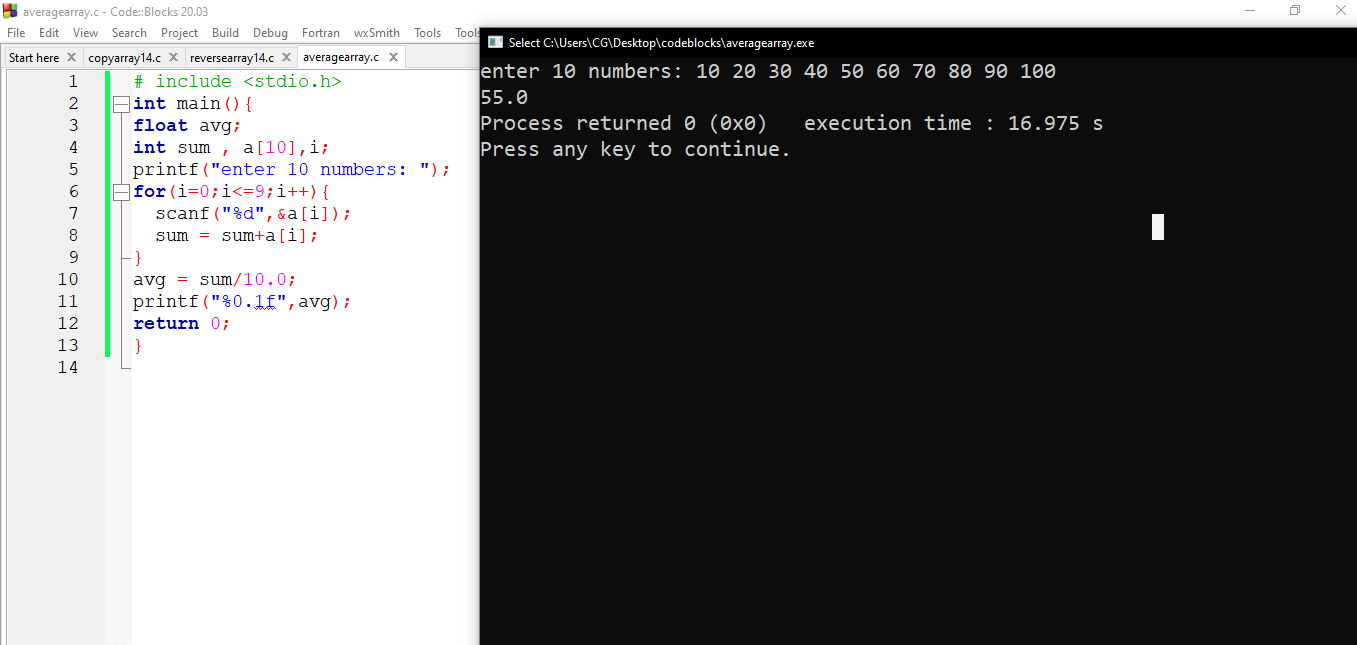 averagearray.c - Code::Blocks 20.03
File Edit View Search Project Build Debug Fortran wxSmith Tools Tools
Start here X copyarray14.c X reversearray14.c X averagearray.c X
1 # include <stdio.h>
2 int main(){
3 float avg;
4 int sum , a[10],i;
5 printf("enter 10 numbers: ");
6 for(i=0;i<=9;i++){
7 scanf("%d",&a[i]);
8 sum = sum+a[i];
9 }
10 avg = sum/10.0;
11 printf("%0.1f",avg);
12 return 0;
13 }
14
Select C:\Users\CG\Desktop\codeblocks\averagearray.exe
enter 10 numbers: 10 20 30 40 50 60 70 80 90 100
55.0
Process returned 0 (0x0) execution time : 16.975 s
Press any key to continue.